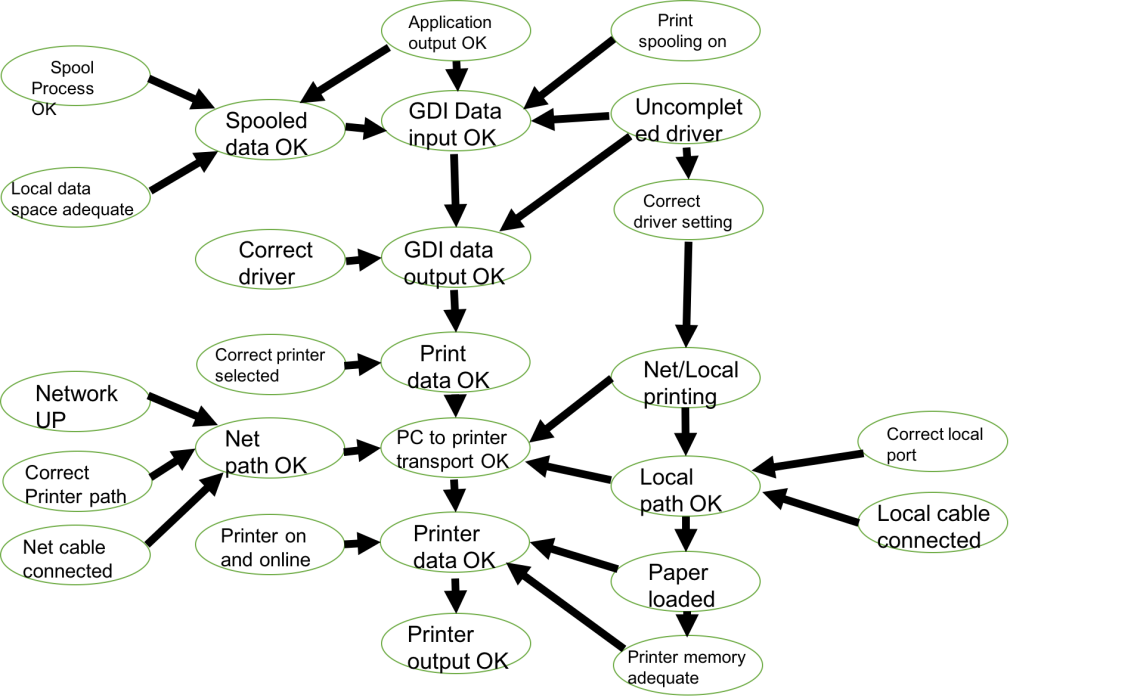 Application
output OK
Print
spooling on
Spool
Process
OK
Spooled
data OK
GDI Data
input OK
Uncomplet
ed driver
Local data
space adequate
Correct
driver setting
Correct
driver
GDI data
output OK
Correct printer
selected
Print
data OK
Net/Local
printing
Network
UP
Net
path OK
PC to printer
transport OK
Correct local
port
Correct
Printer path
Local
path OK
Local cable
connected
Net cable
connected
Printer on
and online
Printer
data OK
Paper
loaded
Printer
output OK
Printer memory
adequate